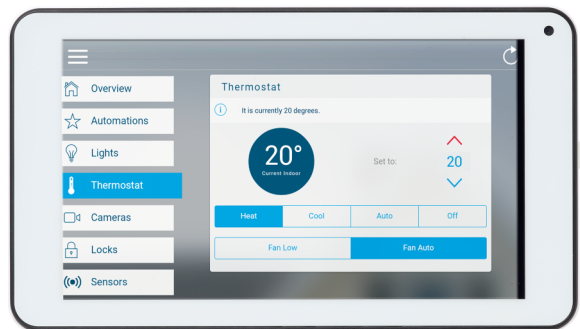 Overview
Automations
Lights
Thermostat
Cameras
Locks
Sensors
Thermostat
i It is currently 20 degrees.
20°
Current Indoor
Set to:
20
Heat Cool Auto Off
Fan Low Fan Auto